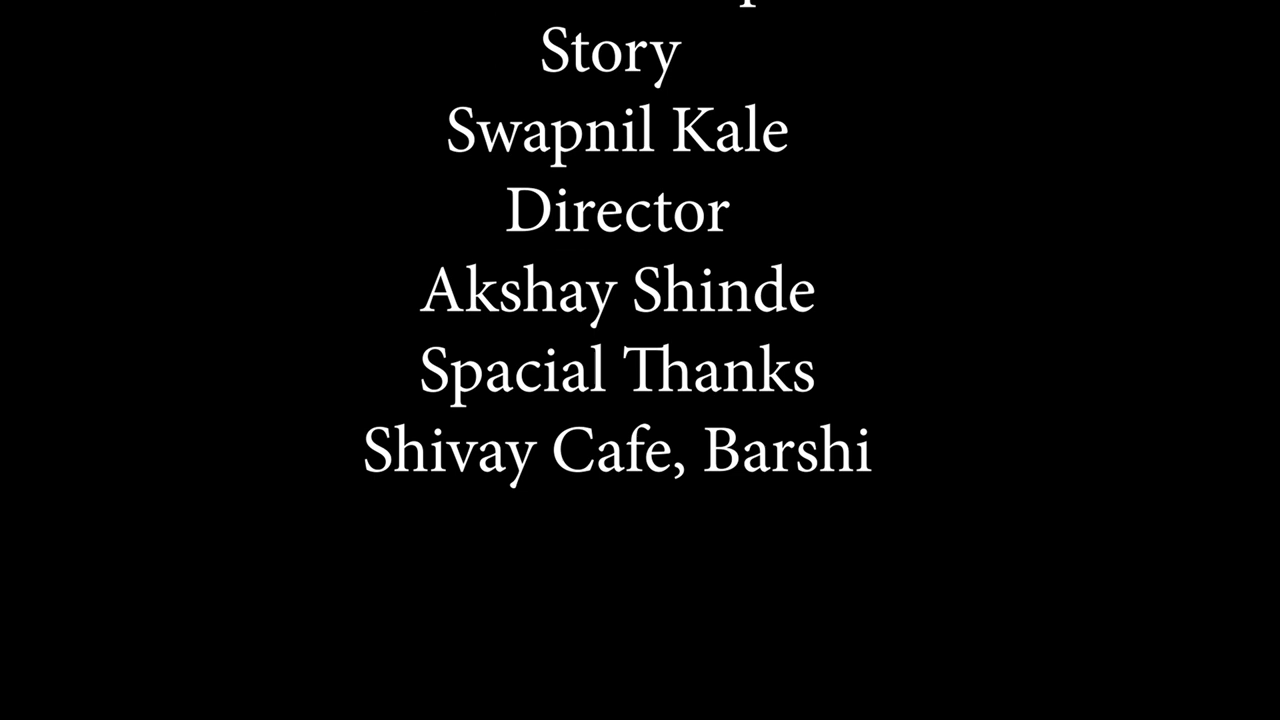 Story
Swapnil Kale
Director
Akshay Shinde
Spacial Thanks
Shivay Cafe, Barshi